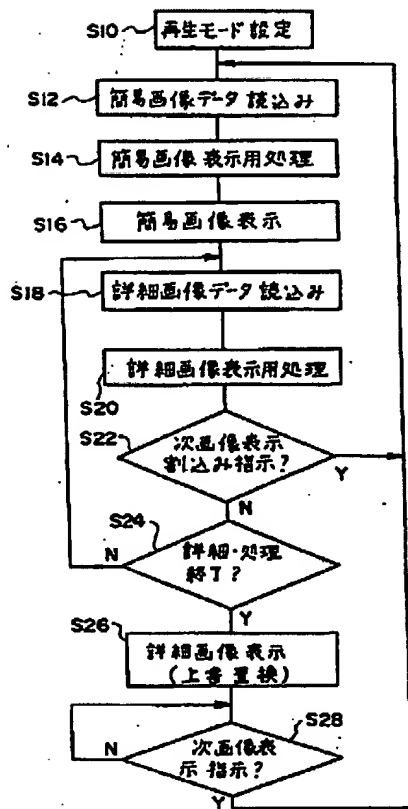 S10 再生モード設定
S12 簡易画像データ読込み
S14 簡易画像表示用処理
S16 簡易画像表示
S18 詳細画像データ読込み
S20 詳細画像表示用処理
S22 次画像表示
割込み指示?
Y
N
S24 詳細・処理
終了?
N
Y
S26 詳細画像表示
(上書置換)
S28 次画像表
示指示?
N
Y